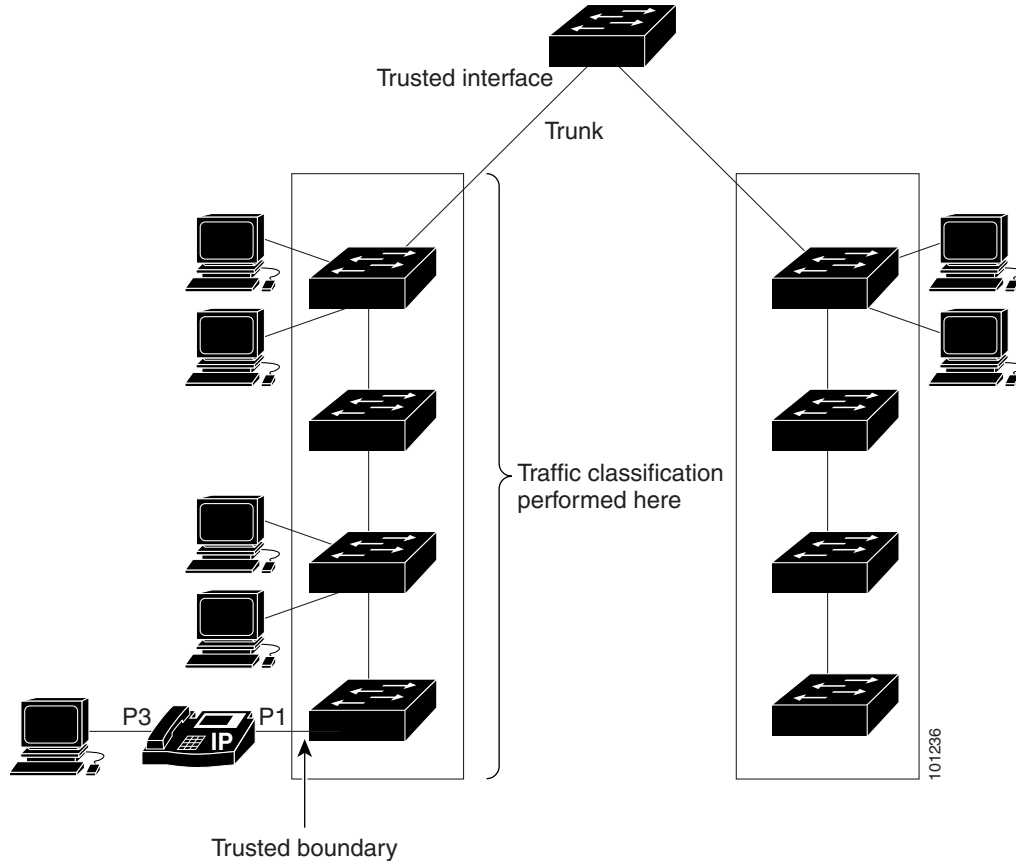 Trusted interface
Trunk
Traffic classification
performed here
P3
IP
P1
101236
Trusted boundary